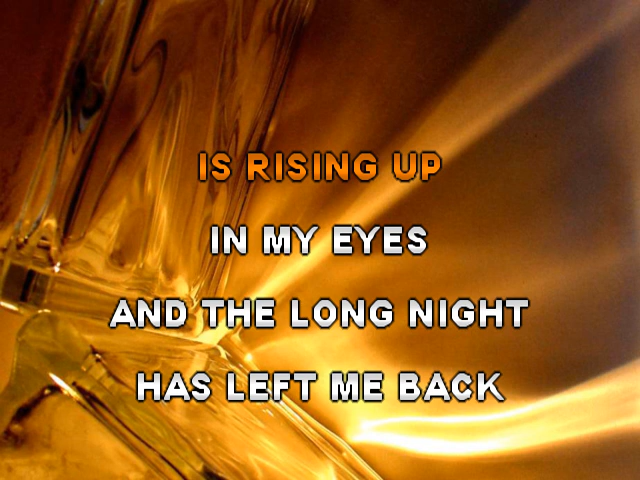 IS RISING UP
IN MY EYES
AND THE LONG NIGHT
HAS LEFT ME BACK